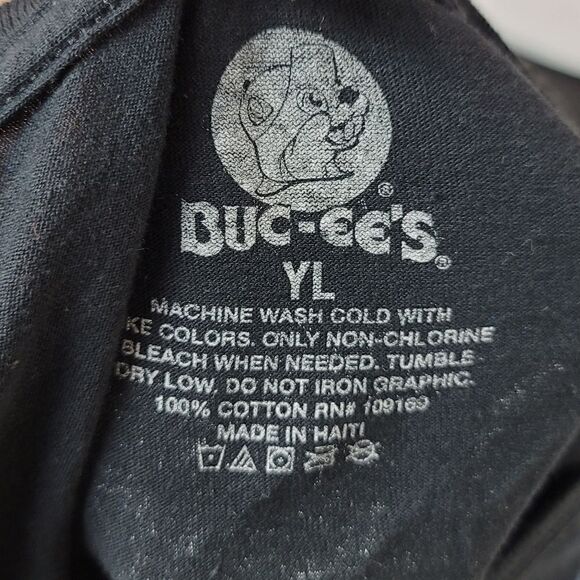 BUC-EE'S®
YL
MACHINE WASH COLD WITH
KE COLORS. ONLY NON-CHLORINE
BLEACH WHEN NEEDED. TUMBLE
DRY LOW. DO NOT IRON GRAPHIC.
100% COTTON RN# 109169
MADE IN HAITI